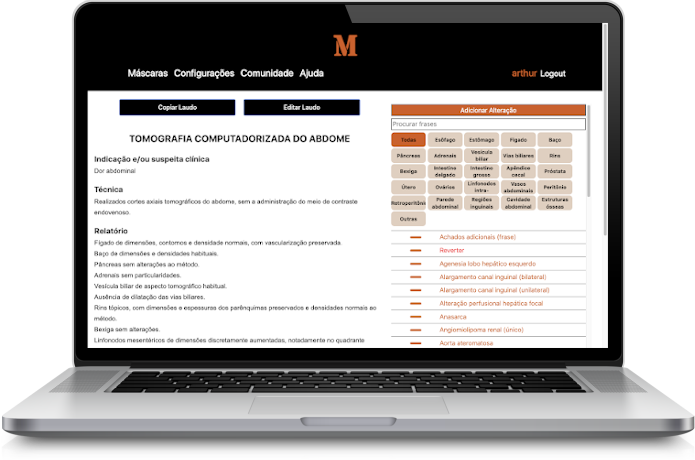 M
Máscaras Configurações Comunidade Ajuda
arthur Logout
Copiar Laudo Editar Laudo
TOMOGRAFIA COMPUTADORIZADA DO ABDOME
Indicação e/ou suspeita clínica
Dor abdominal
Técnica
Realizados cortes axiais tomográficos do abdome, sem a administração do meio de contraste
endovenoso.
Relatório
Fígado de dimensões, contornos e densidade normais, com vascularização preservada
Baço de dimensões e densidades habituais.
Pâncreas sem alterações ao método.
Adrenais sem particularidades.
Vesícula biliar de aspecto tomográfico habitual.
Ausência de dilatação das vias biliares.
Rins tópicos, com dimensões e espessuras dos parênquimas preservados e densidades normais ao
método.
Bexiga sem alterações.
Linfonodos mesentéricos de dimensões discretamente aumentadas, notadamente no quadrante
Adicionar Alteração
Procurar frases
Todas Esôfago Estômago Fígado Baço
Pâncreas Adrenais Vesícula biliar Vias biliares Rins
Bexiga Intestino delgado Intestino grosso Apêndice cecal Próstata
Útero Ovários Linfonodos intra- Vasos abdominais Peritônio
Retroperitônio Parede abdominal Regiões inguinais Cavidade abdominal Estruturas ósseas
Outras
Achados adicionais (frase)
Reverter
Agenesia lobo hepático esquerdo
Alargamento canal inguinal (bilateral)
Alargamento canal inguinal (unilateral)
Alteração perfusional hepática focal
Anasarca
Angiomiolipoma renal (único)
Aorta ateromatosa